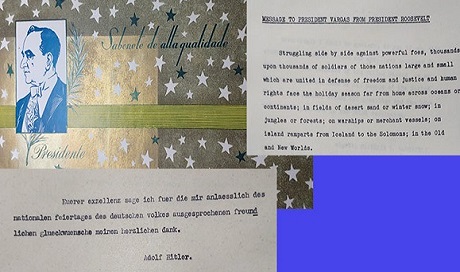 Sabonete de alta qualidade
Presidente
MESSAGE TO PRESIDENT VARGAS FROM PRESIDENT ROOSEVELT
Struggling side by side against powerful foes, thousands
upon thousands of soldiers of those nations large and small
which are united in defense of freedom and justice and human
rights face the holiday season far from home across oceans or
continents; in fields of desert sand or winter snow; in
jungles or forests; on warships or merchant vessels; on
island ramparts from Iceland to the Solomons; in the Old
and New Worlds.
Euerer exzellenz sage ich fuer die mir anlaesslich des
nationalen feiertages des deutschen volkes ausgesprochenen freund
lichen glueckwuensche meinen herzlichen dank.
Adolf Hitler.